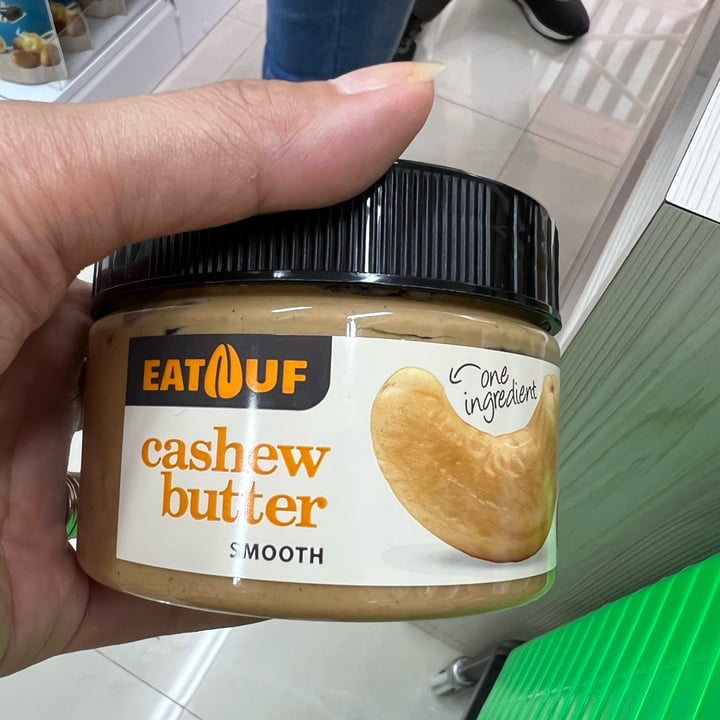 EATNUF
one
ingredient
cashew
butter
SMOOTH